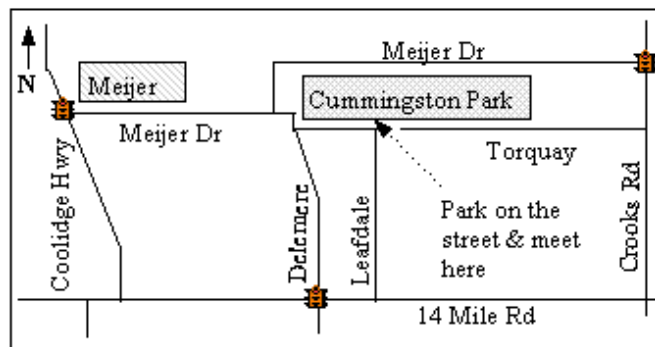 Meijer Dr
N
Meijer
Cummingston Park
Meijer Dr
Torquay
Coolidge Hwy
Delemere
Leafdale
Park on the
street & meet
here
Crooks Rd
14 Mile Rd